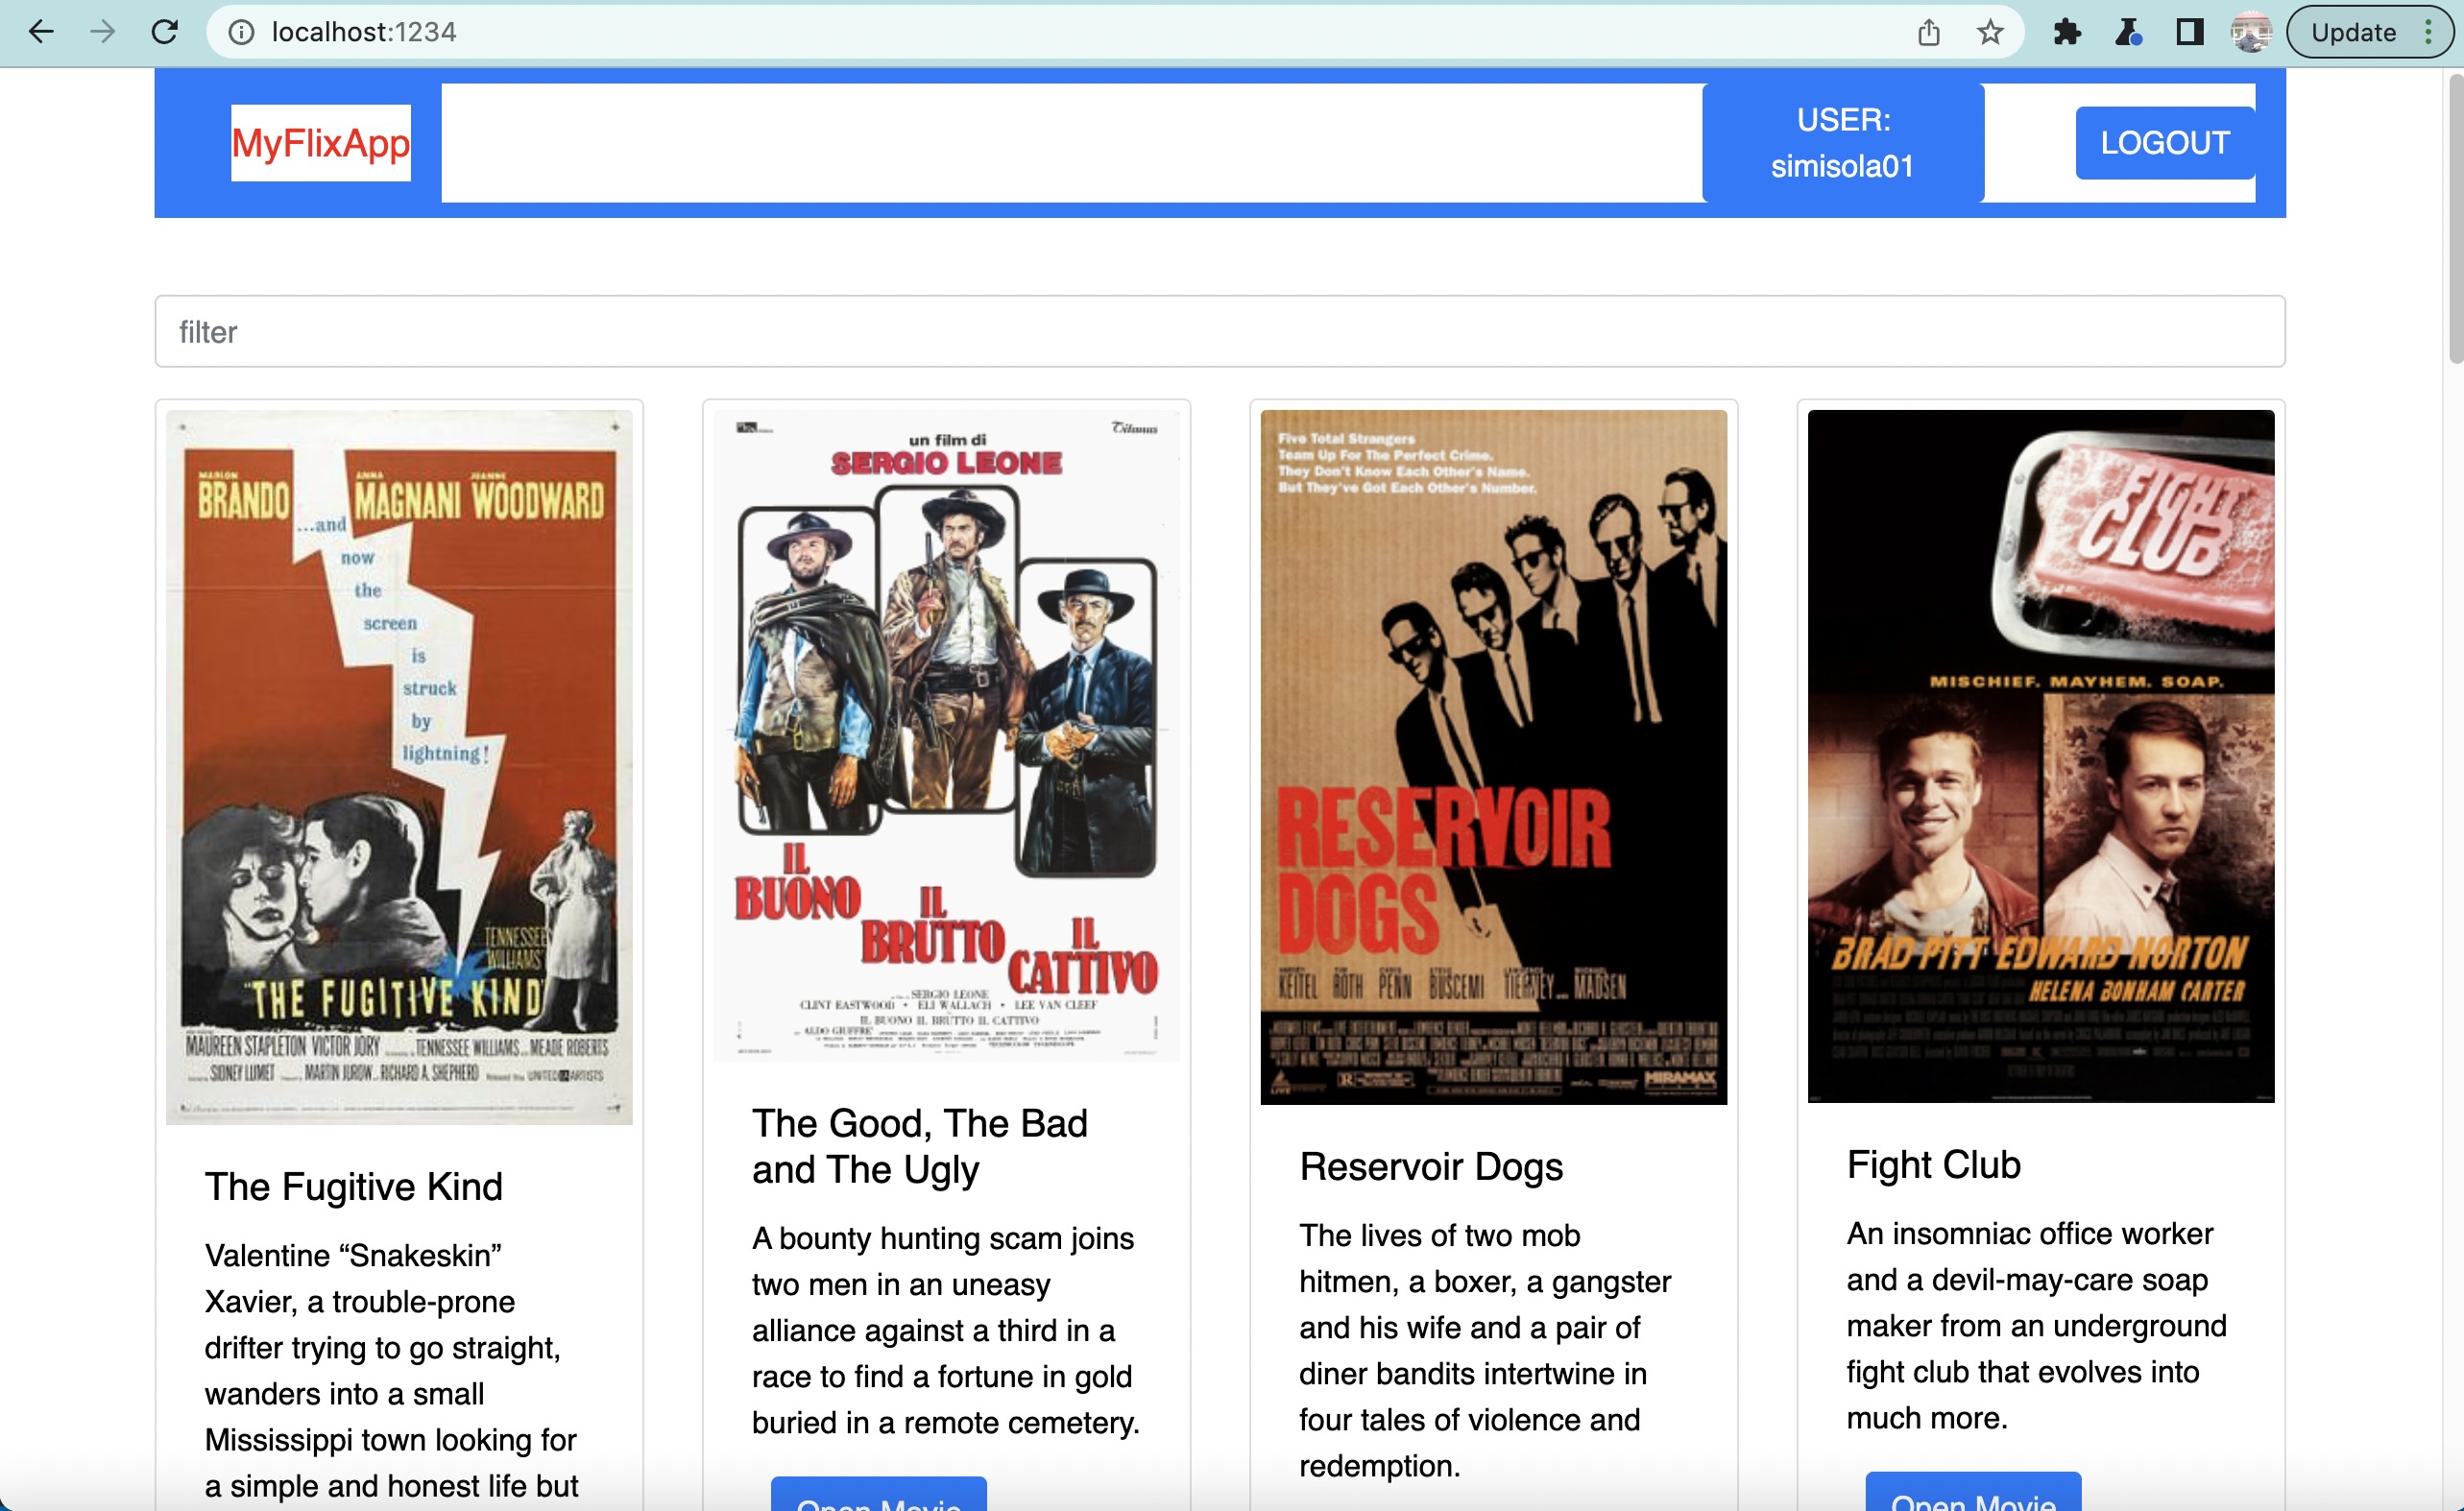 localhost:1234
Update
MyFlixApp
USER:
simisola01
LOGOUT
filter
MARLON
BRANDO
ANNA
MAGNANI
JOANNE
WOODWARD
...and
now
the
screen
is
struck
by
lightning!
TENNESSEE
WILLIAMS'
"THE FUGITIVE KIND"
MAUREEN STAPLETON VICTOR JORY TENNESSEE WILLIAMS MEADE ROBERTS
SIDNEY LUMET MARTIN JUROW RICHARD A. SHEPHERD UNITED ARTISTS
The Fugitive Kind
Valentine “Snakeskin”
Xavier, a trouble-prone
drifter trying to go straight,
wanders into a small
Mississippi town looking for
a simple and honest life but
Titanus
un film di
SERGIO LEONE
IL
BUONO
IL
BRUTTO
IL
CATTIVO
SERGIO LEONE
CLINT EASTWOOD • ELI WALLACH • LEE VAN CLEEF
IL BUONO IL BRUTTO IL CATTIVO
ALDO GIUFFRE'
The Good, The Bad
and The Ugly
A bounty hunting scam joins
two men in an uneasy
alliance against a third in a
race to find a fortune in gold
buried in a remote cemetery.
Open Movie
Five Total Strangers
Team Up For The Perfect Crime.
They Don't Know Each Other's Name.
But They've Got Each Other's Number.
RESERVOIR
DOGS
KEITEL ROTH PENN BUSCEMI TIERNEY MADSEN
R
MIRAMAX
Reservoir Dogs
The lives of two mob
hitmen, a boxer, a gangster
and his wife and a pair of
diner bandits intertwine in
four tales of violence and
redemption.
FIGHT
CLUB
MISCHIEF. MAYHEM. SOAP.
BRAD PITT EDWARD NORTON
HELENA BONHAM CARTER
Fight Club
An insomniac office worker
and a devil-may-care soap
maker from an underground
fight club that evolves into
much more.
Open Movie